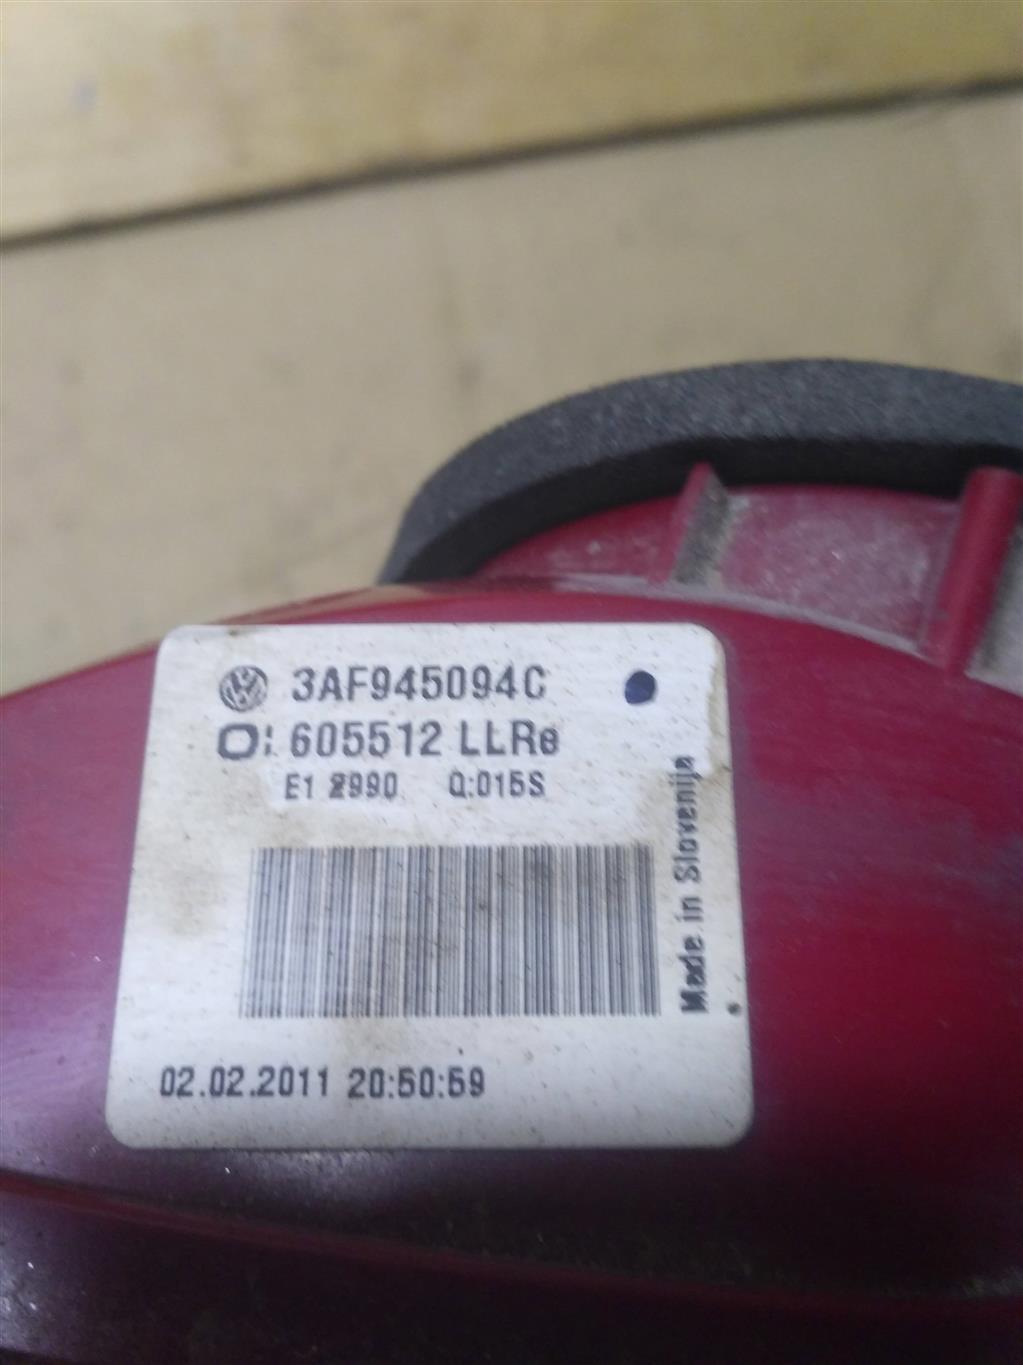 3AF945094C
605512 LLRe
E1 2990 Q:015S
Made in Slovenija
02.02.2011 20:50:59